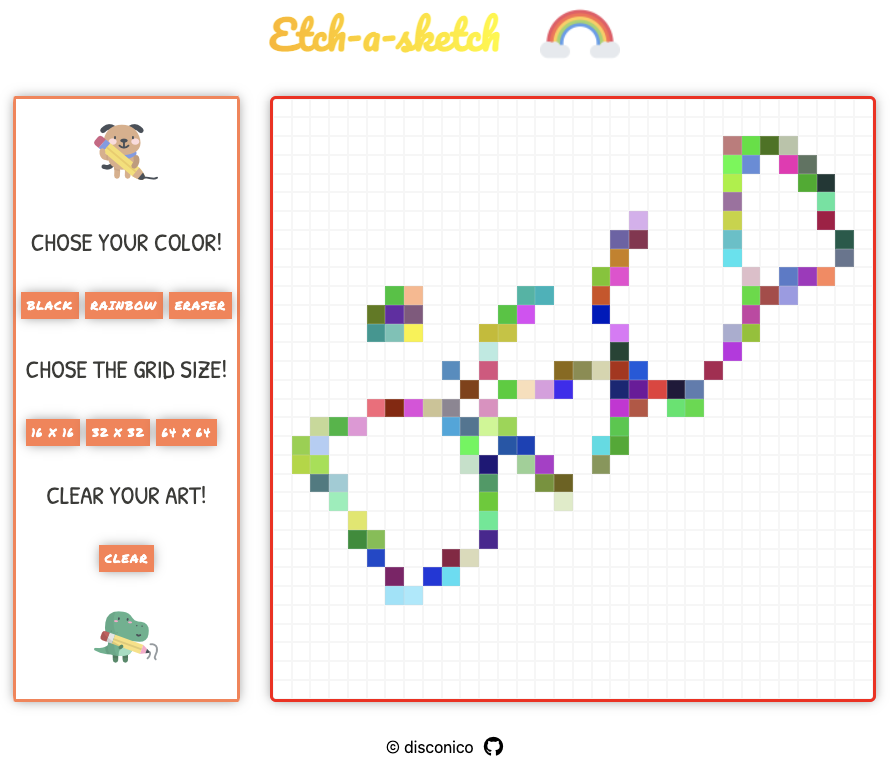 Etch-a-sketch
CHOSE YOUR COLOR!
BLACK RAINBOW ERASER
CHOSE THE GRID SIZE!
16 X 16 32 X 32 64 X 64
CLEAR YOUR ART!
CLEAR
© disconico